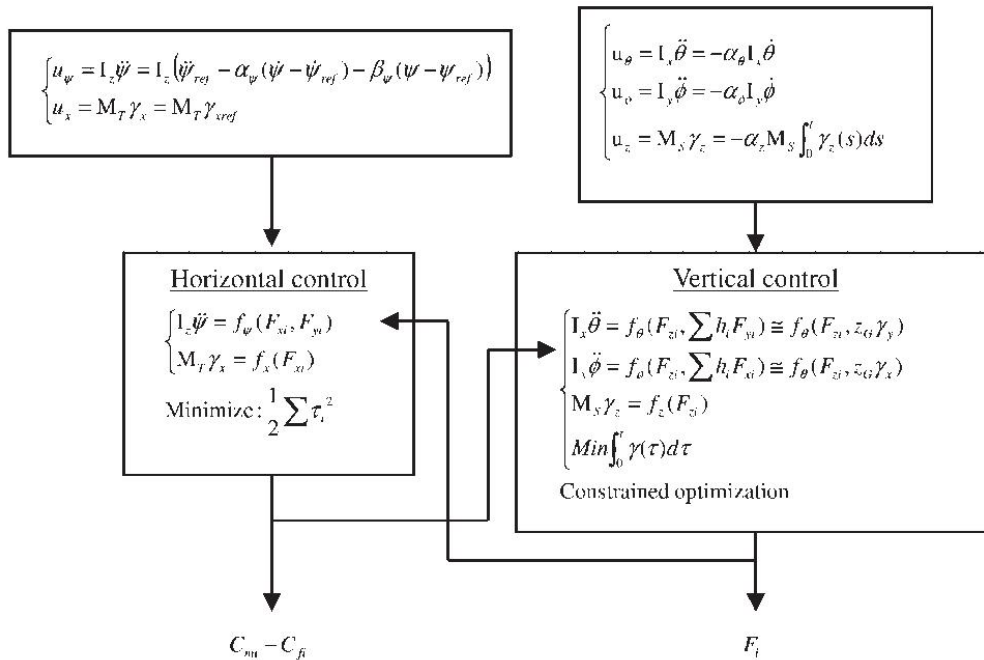 u_ψ = I_z ψ̈ = I_z (ψ̈_ref − α_ψ(ψ̇ − ψ̇_ref) − β_ψ(ψ − ψ_ref))
u_x = M_T γ_x = M_T γ_xref
u_θ = I_x θ̈ = −α_θ I_x θ̇
u_ϕ = I_y ϕ̈ = −α_ϕ I_y ϕ̇
u_z = M_S γ_z = −α_z M_S ∫_0^t γ_z(s)ds
Horizontal control
I_z ψ̈ = f_ψ(F_xi, F_yi)
M_T γ_x = f_x(F_xi)
Minimize: 1/2 ∑ τ_i²
Vertical control
I_x θ̈ = f_θ(F_zi, ∑ h_i F_yi) ≅ f_θ(F_zi, z_G γ_y)
I_y ϕ̈ = f_ϕ(F_zi, ∑ h_i F_xi) ≅ f_θ(F_zi, z_G γ_x)
M_S γ_z = f_z(F_zi)
Min ∫_0^t γ(τ)dτ
Constrained optimization
C_mi − C_fi
F_i